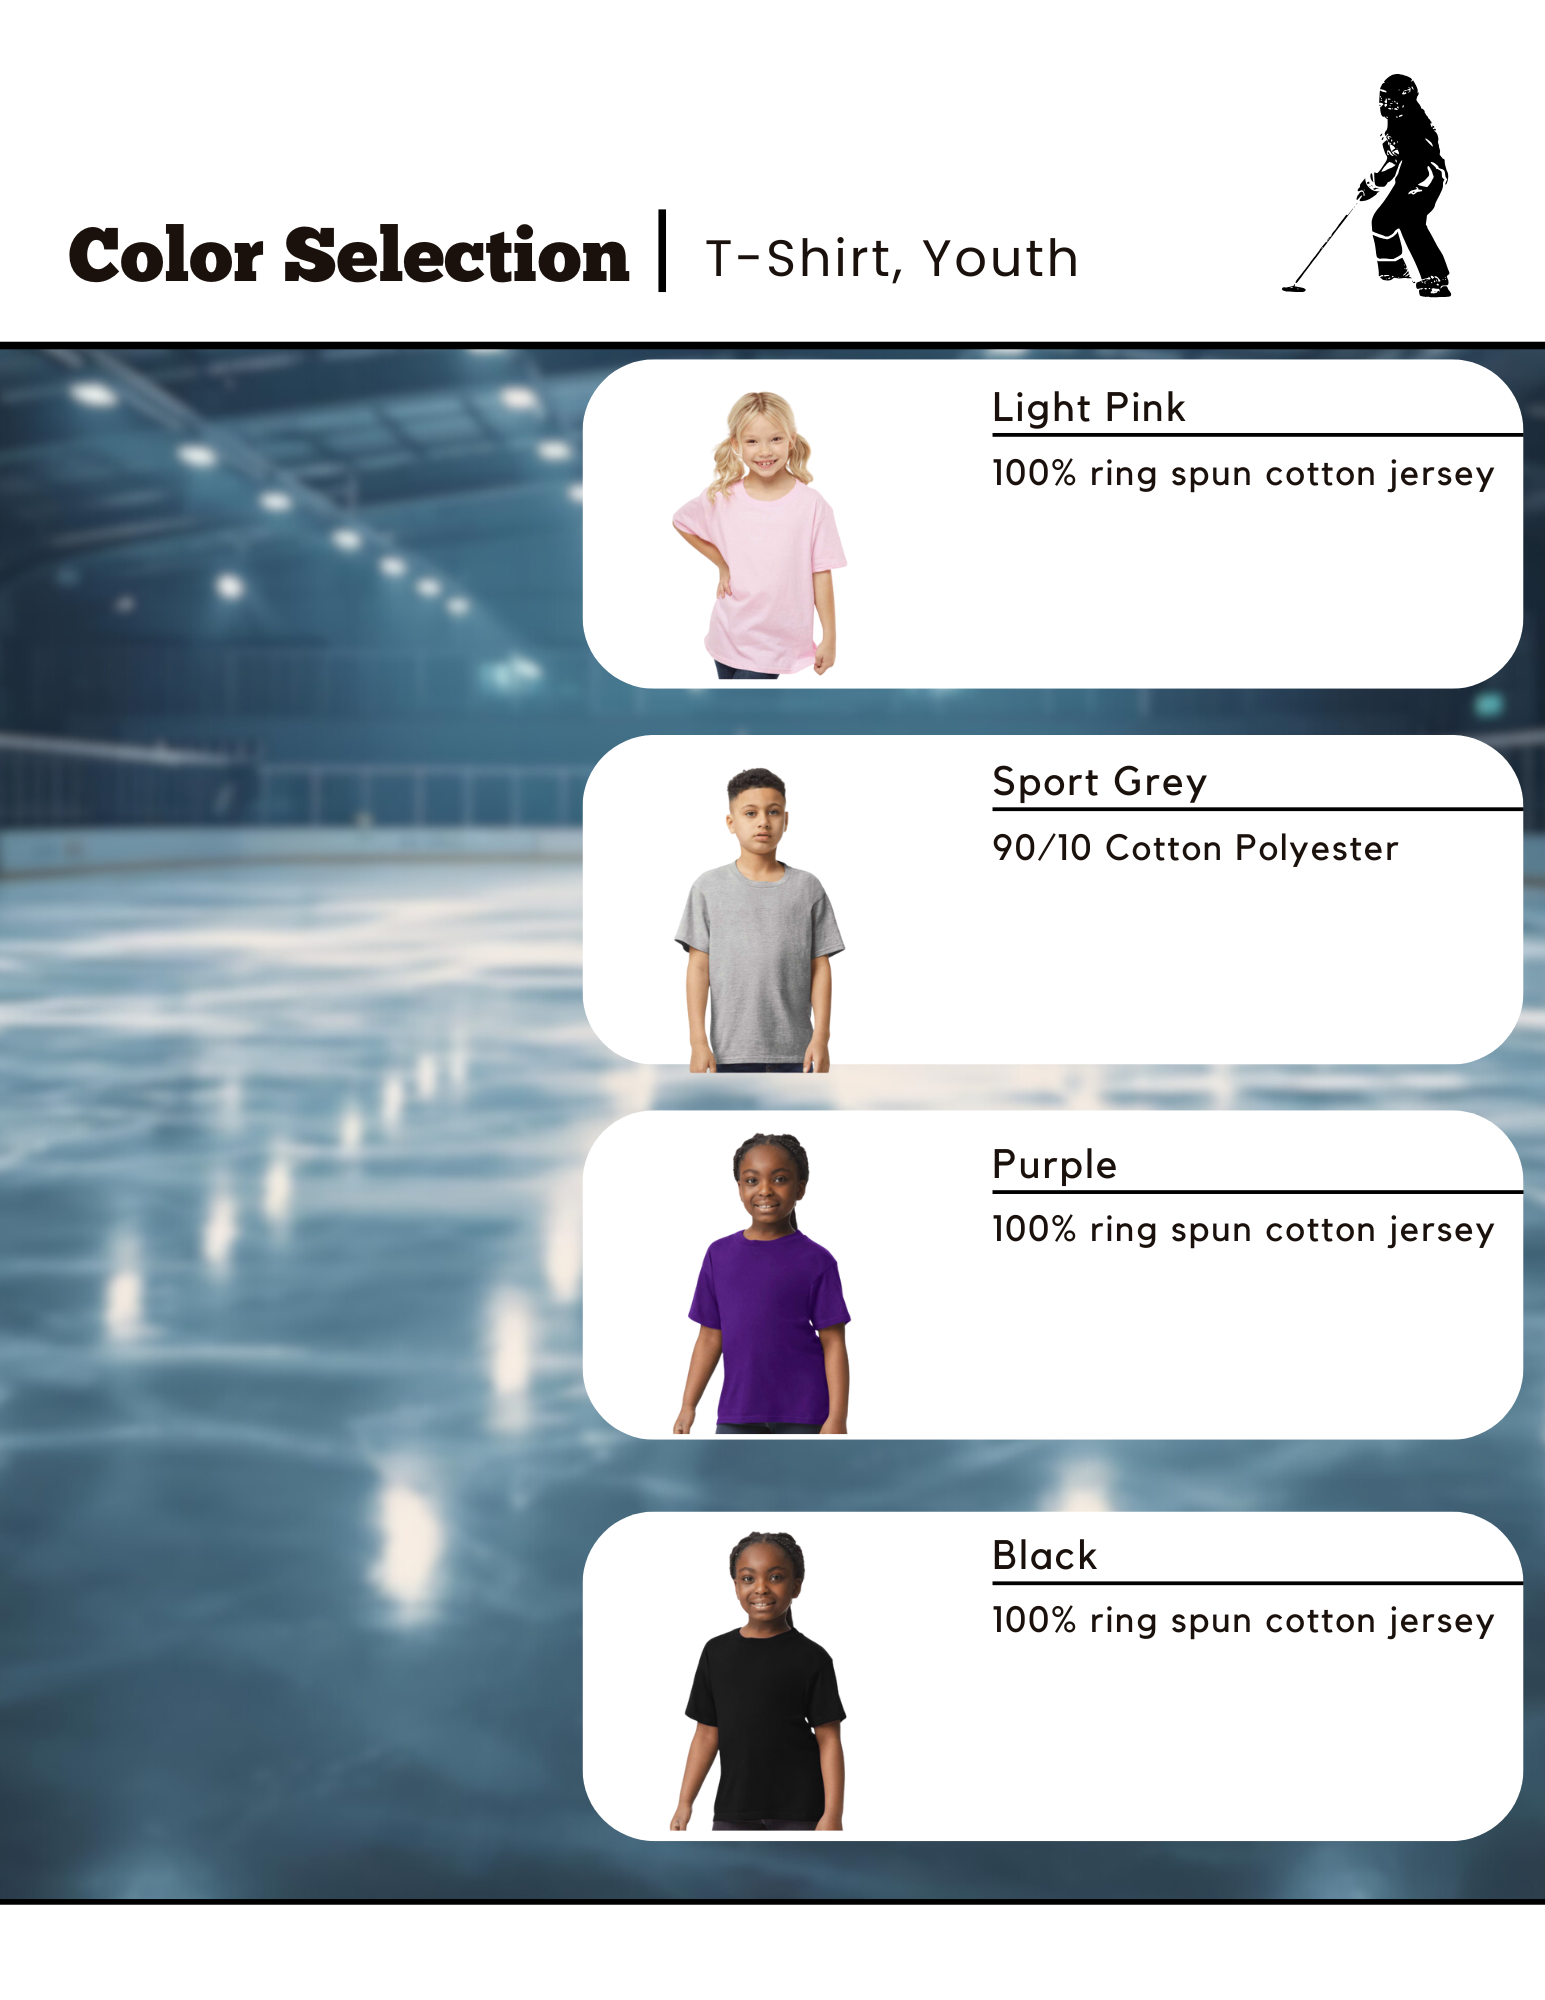 Color Selection | T-Shirt, Youth
Light Pink
100% ring spun cotton jersey
Sport Grey
90/10 Cotton Polyester
Purple
100% ring spun cotton jersey
Black
100% ring spun cotton jersey